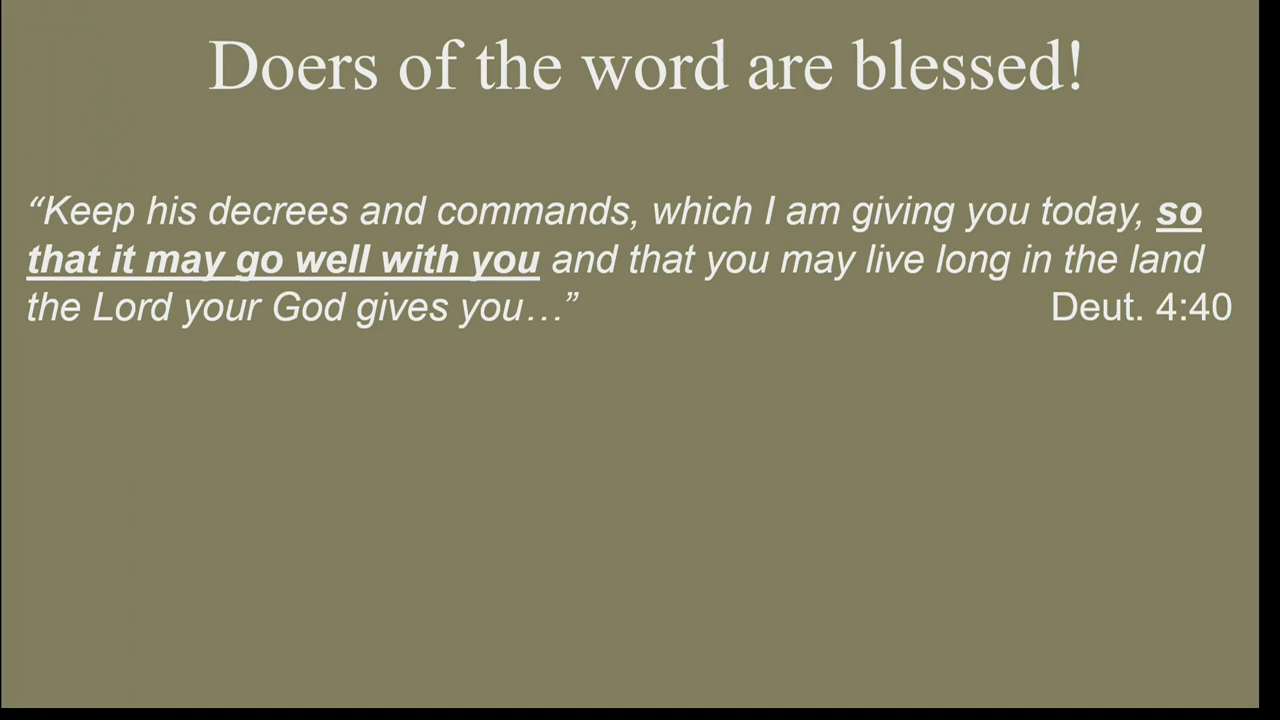 Doers of the word are blessed!
“Keep his decrees and commands, which I am giving you today, so
that it may go well with you and that you may live long in the land
the Lord your God gives you…” Deut. 4:40